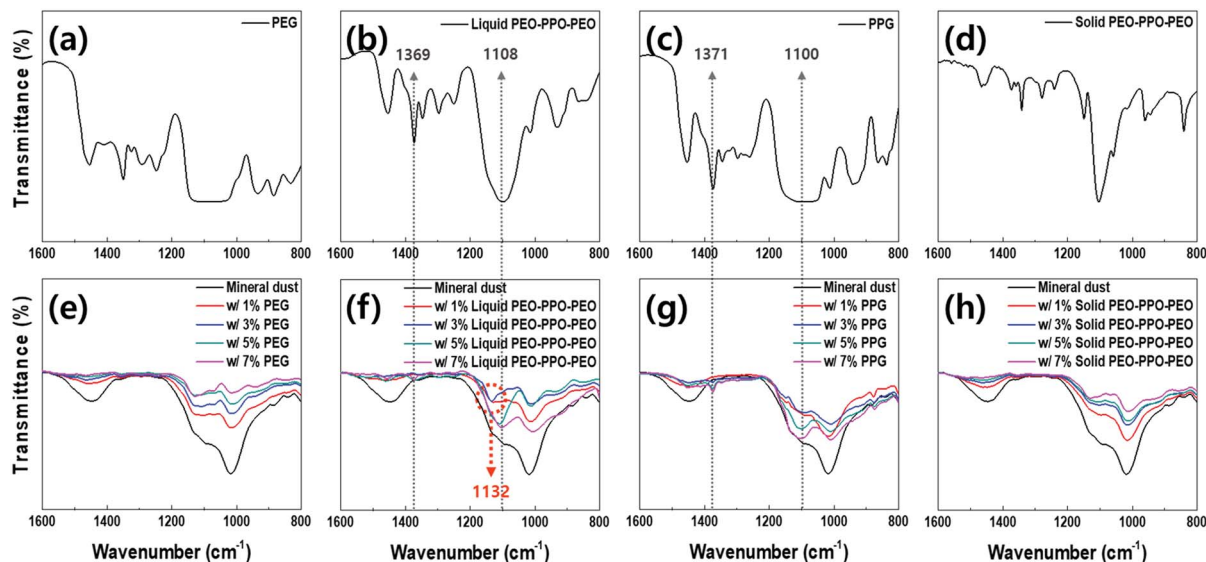 (a)
PEG
(b)
Liquid PEO-PPO-PEO
1369
1108
(c)
PPG
1371
1100
(d)
Solid PEO-PPO-PEO
Transmittance (%)
1600 1400 1200 1000 800
1600 1400 1200 1000 800
1600 1400 1200 1000 800
1600 1400 1200 1000 800
(e)
Mineral dust
w/ 1% PEG
w/ 3% PEG
w/ 5% PEG
w/ 7% PEG
(f)
Mineral dust
w/ 1% Liquid PEO-PPO-PEO
w/ 3% Liquid PEO-PPO-PEO
w/ 5% Liquid PEO-PPO-PEO
w/ 7% Liquid PEO-PPO-PEO
1132
(g)
Mineral dust
w/ 1% PPG
w/ 3% PPG
w/ 5% PPG
w/ 7% PPG
(h)
Mineral dust
w/ 1% Solid PEO-PPO-PEO
w/ 3% Solid PEO-PPO-PEO
w/ 5% Solid PEO-PPO-PEO
w/ 7% Solid PEO-PPO-PEO
Transmittance (%)
1600 1400 1200 1000 800
1600 1400 1200 1000 800
1600 1400 1200 1000 800
1600 1400 1200 1000 800
Wavenumber (cm⁻¹)
Wavenumber (cm⁻¹)
Wavenumber (cm⁻¹)
Wavenumber (cm⁻¹)